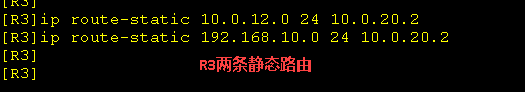 [R3]
[R3]ip route-static 10.0.12.0 24 10.0.20.2
[R3]ip route-static 192.168.10.0 24 10.0.20.2
[R3]
[R3]
R3两条静态路由